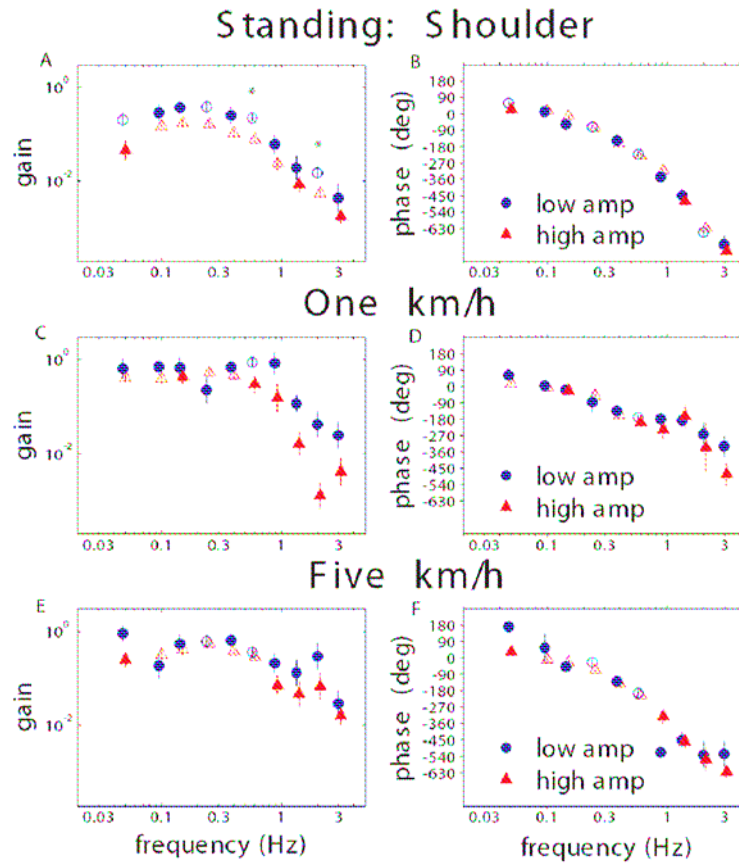 Standing: Shoulder
A
B
gain
10^0
10^-2
0.03 0.1 0.3 1 3
phase (deg)
180
90
0
-90
-180
-270
-360
-450
-540
-630
low amp
high amp
0.03 0.1 0.3 1 3
One km/h
C
D
gain
10^0
10^-2
0.03 0.1 0.3 1 3
phase (deg)
180
90
0
-90
-180
-270
-360
-450
-540
-630
low amp
high amp
0.03 0.1 0.3 1 3
Five km/h
E
F
gain
10^0
10^-2
0.03 0.1 0.3 1 3
frequency (Hz)
phase (deg)
180
90
0
-90
-180
-270
-360
-450
-540
-630
low amp
high amp
0.03 0.1 0.3 1 3
frequency (Hz)